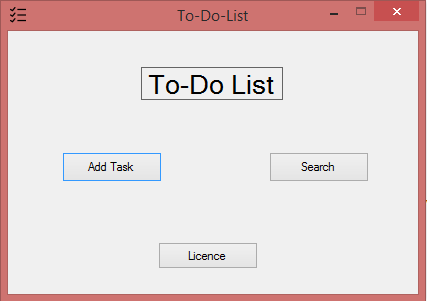 To-Do-List
To-Do List
Add Task
Search
Licence